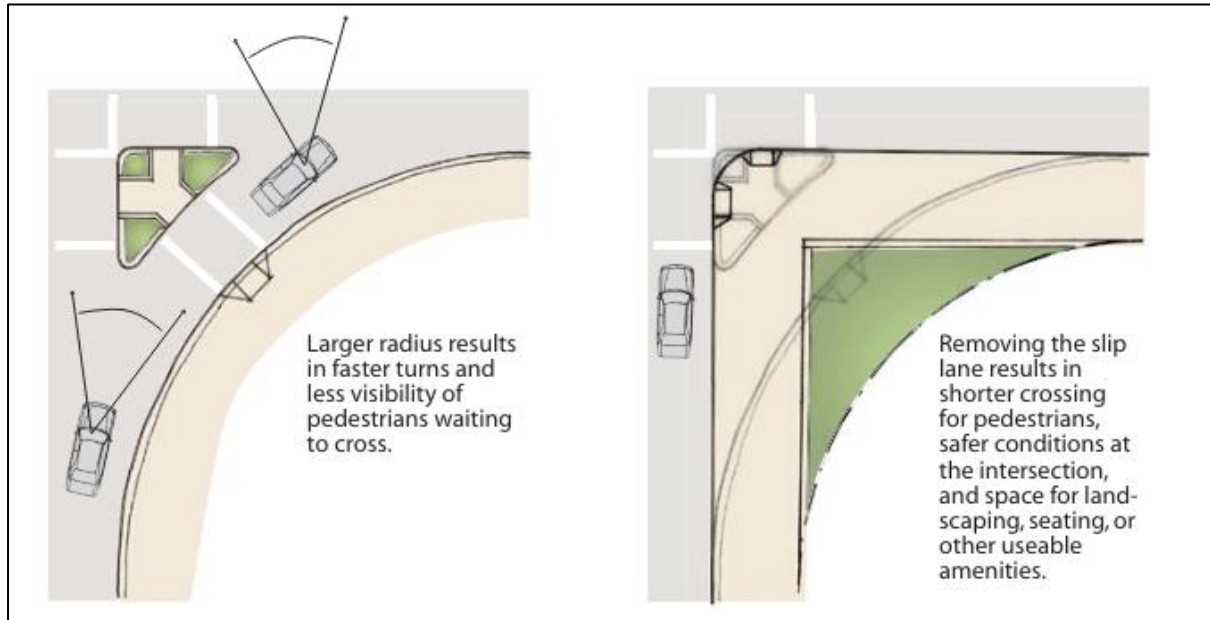 Larger radius results
in faster turns and
less visibility of
pedestrians waiting
to cross.
Removing the slip
lane results in
shorter crossing
for pedestrians,
safer conditions at
the intersection,
and space for land-
scaping, seating, or
other useable
amenities.